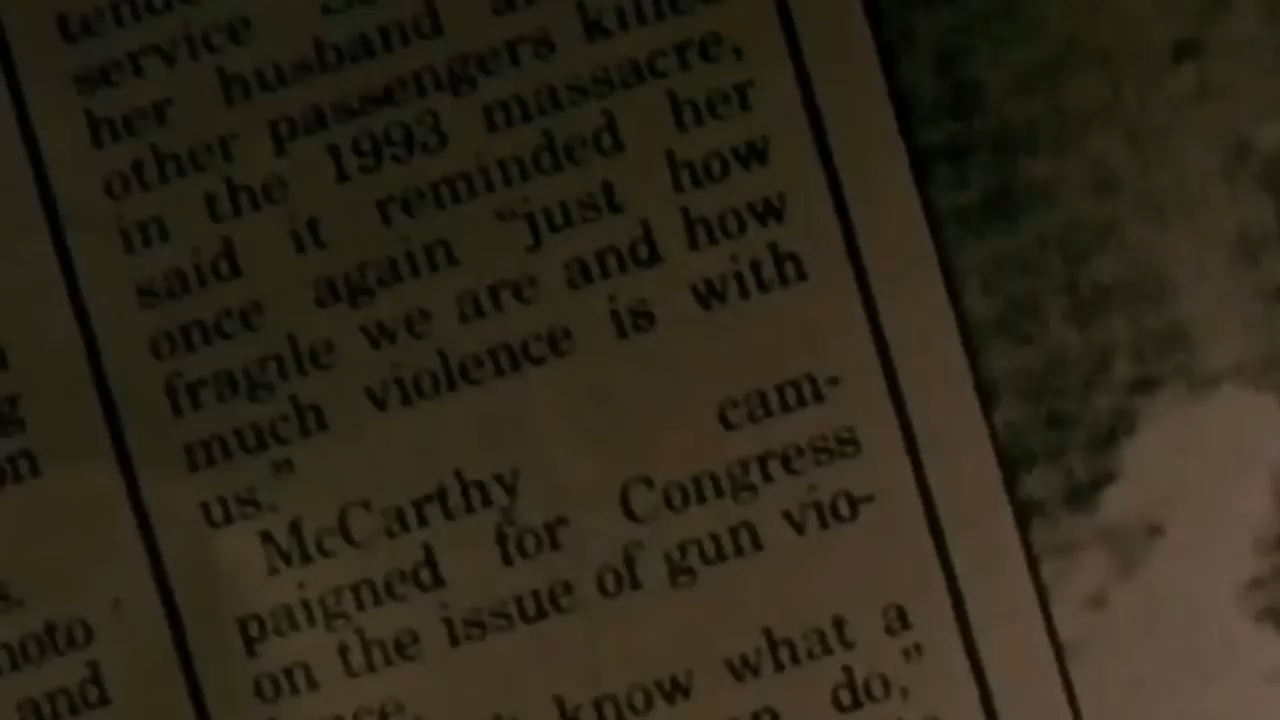 service
her husband
other passengers killed
in the 1993 massacre,
said it reminded her
once again "just how
fragile we are and how
much violence is with
us."
McCarthy cam-
paigned for Congress
on the issue of gun vio-
know what a
do,"
on
and